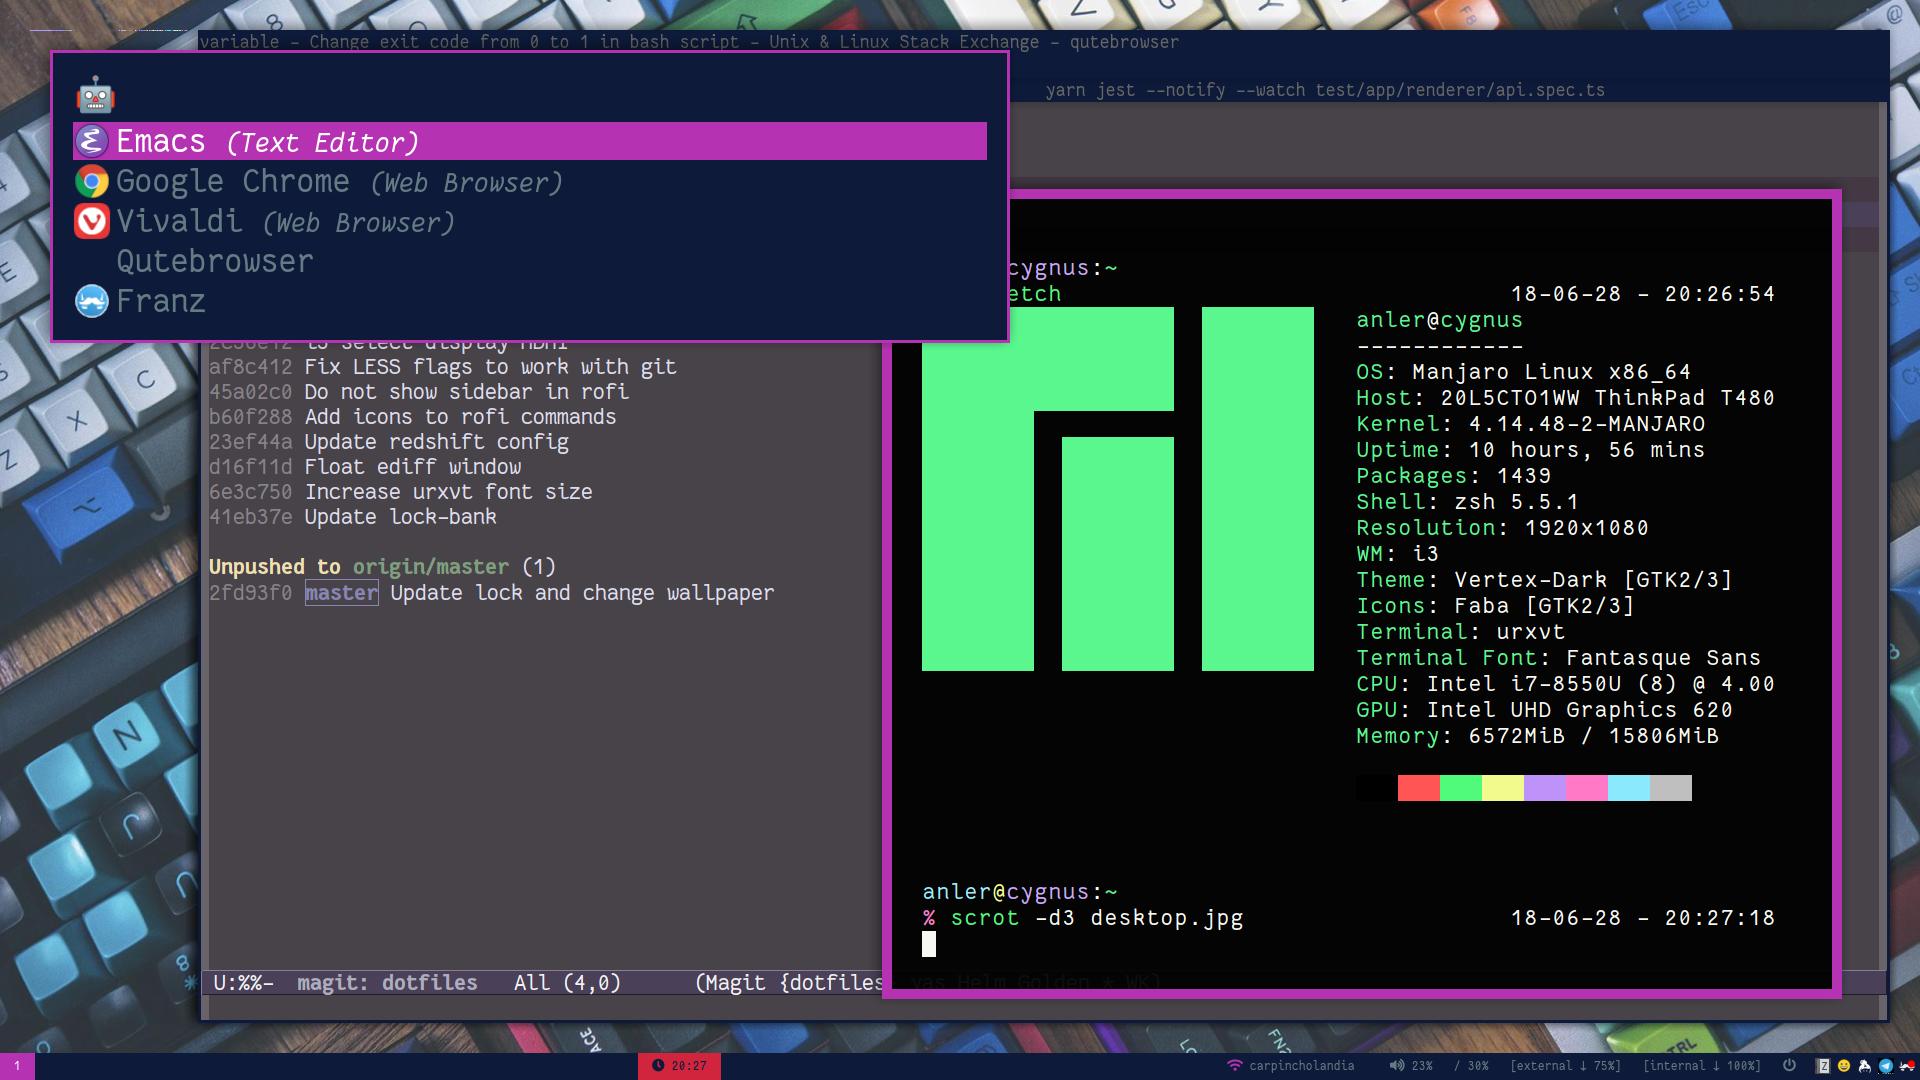 variable - Change exit code from 0 to 1 in bash script - Unix & Linux Stack Exchange - qutebrowser
yarn jest --notify --watch test/app/renderer/api.spec.ts
Emacs (Text Editor)
Google Chrome (Web Browser)
Vivaldi (Web Browser)
Qutebrowser
Franz
af8c412 Fix LESS flags to work with git
45a02c0 Do not show sidebar in rofi
b60f288 Add icons to rofi commands
23ef44a Update redshift config
d16f11d Float ediff window
6e3c750 Increase urxvt font size
41eb37e Update lock-bank
Unpushed to origin/master (1)
2fd93f0 master Update lock and change wallpaper
U:%%-  magit: dotfiles   All (4,0)      (Magit {dotfiles yas Helm Golden * WK)
cygnus:~
etch 18-06-28 - 20:26:54
anler@cygnus
------------
OS: Manjaro Linux x86_64
Host: 20L5CTO1WW ThinkPad T480
Kernel: 4.14.48-2-MANJARO
Uptime: 10 hours, 56 mins
Packages: 1439
Shell: zsh 5.5.1
Resolution: 1920x1080
WM: i3
Theme: Vertex-Dark [GTK2/3]
Icons: Faba [GTK2/3]
Terminal: urxvt
Terminal Font: Fantasque Sans
CPU: Intel i7-8550U (8) @ 4.00
GPU: Intel UHD Graphics 620
Memory: 6572MiB / 15806MiB
anler@cygnus:~
% scrot -d3 desktop.jpg 18-06-28 - 20:27:18
1
20:27
carpincholandia
23%
/ 30%
[external ↓ 75%]
[internal ↓ 100%]
Z
Esc
F8
C
X
Z
E
N
8
CTRL